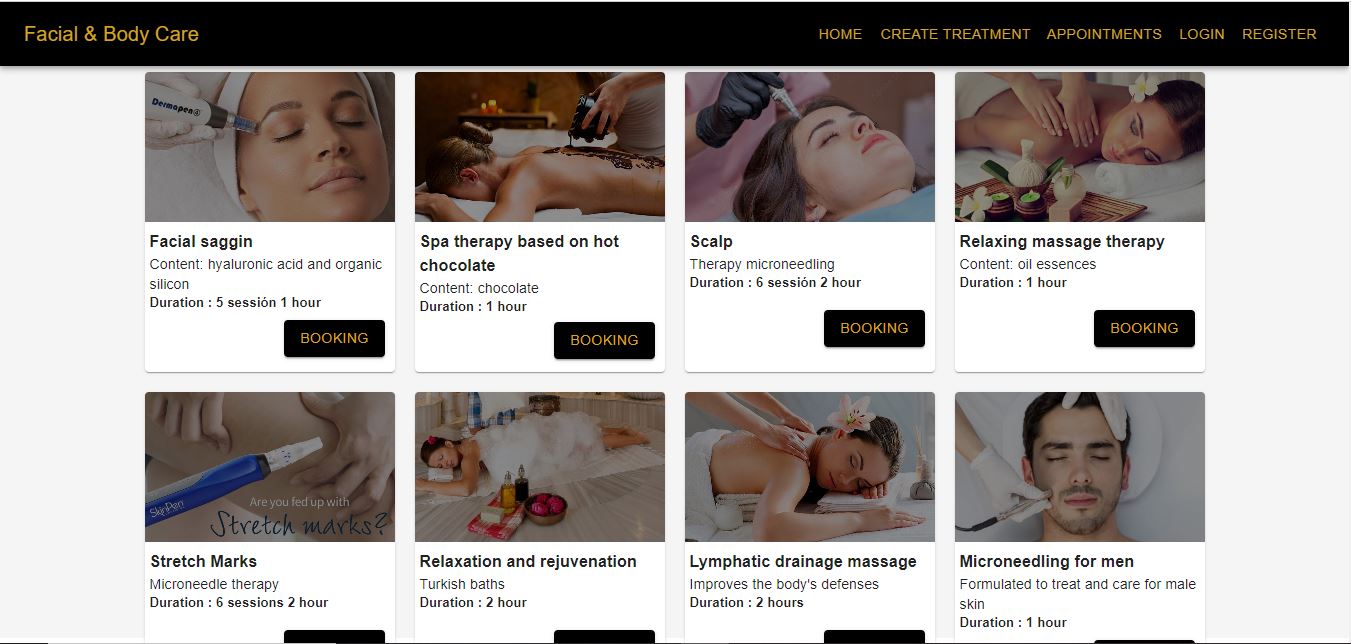 Facial & Body Care
HOME
CREATE TREATMENT
APPOINTMENTS
LOGIN
REGISTER
Dermapen4
Facial saggin
Content: hyaluronic acid and organic
silicon
Duration : 5 sessión 1 hour
BOOKING
Spa therapy based on hot
chocolate
Content: chocolate
Duration : 1 hour
BOOKING
Scalp
Therapy microneedling
Duration : 6 sessión 2 hour
BOOKING
Relaxing massage therapy
Content: oil essences
Duration : 1 hour
BOOKING
SkinPen
Are you fed up with
Stretch marks?
Stretch Marks
Microneedle therapy
Duration : 6 sessions 2 hour
Relaxation and rejuvenation
Turkish baths
Duration : 2 hour
Lymphatic drainage massage
Improves the body's defenses
Duration : 2 hours
Microneedling for men
Formulated to treat and care for male
skin
Duration : 1 hour